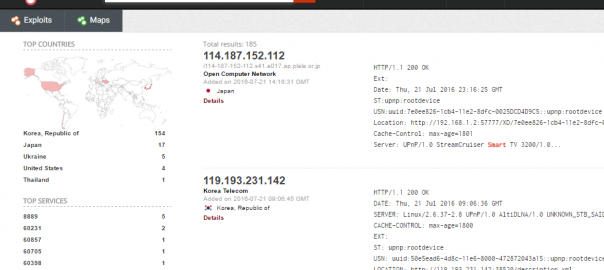 Exploits
Maps
TOP COUNTRIES
Korea, Republic of 154
Japan 17
Ukraine 5
United States 4
Thailand 1
TOP SERVICES
8889 5
60231 2
60857 1
60705 1
60398 1
Total results: 185
114.187.152.112
i114-187-152-112.s41.a017.ap.plala.or.jp
Open Computer Network
Added on 2016-07-21 14:16:31 GMT
Japan
Details
HTTP/1.1 200 OK
Ext:
Date: Thu, 21 Jul 2016 23:16:25 GMT
ST:upnp:rootdevice
USN:uuid:7e0ee826-1cb4-11e2-8dfc-0025DCD4D9C5::upnp:rootdevice
Location: http://192.168.1.2:57777/XD/7e0ee826-1cb4-11e2-8
Cache-Control: max-age=1801
Server: UPnP/1.0 StreamCruiser Smart TV 3200/1.0...
119.193.231.142
Korea Telecom
Added on 2016-07-21 09:06:45 GMT
Korea, Republic of
Details
HTTP/1.1 200 OK
DATE: Thu, 21 Jul 2016 09:06:36 GMT
SERVER: Linux/2.6.37-2.8 UPnP/1.0 AltiDLNA/1.0 UNKNOWN_STB_SAID
CACHE-CONTROL: max-age=1800
EXT:
ST: upnp:rootdevice
USN: uuid:50e5ead6-4d8c-11e6-8000-472872043a15::upnp:rootdevice
LOCATION: http://119.193.231.142:38520/description.xml